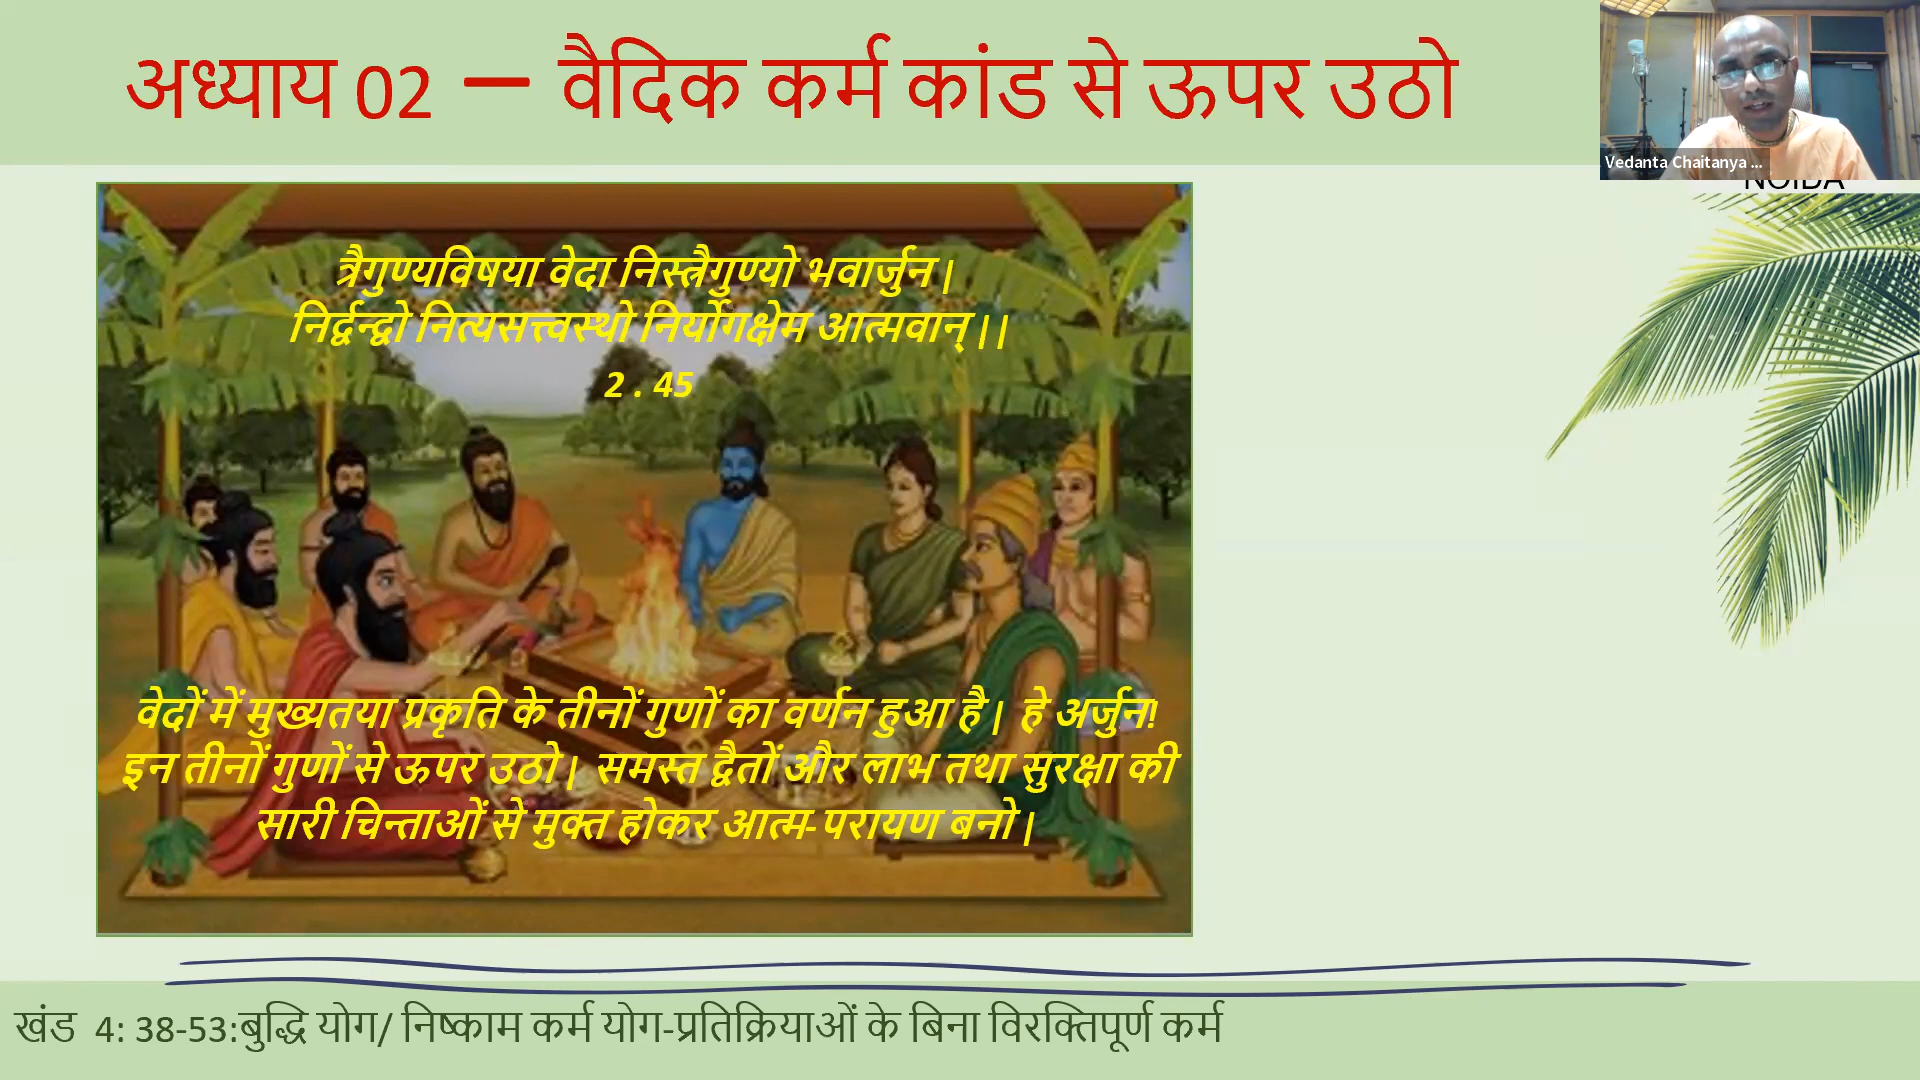 अध्याय 02 – वैदिक कर्म कांड से ऊपर उठो
Vedanta Chaitanya ...
NOIDA
त्रैगुण्यविषया वेदा निस्त्रैगुण्यो भवार्जुन |
निर्द्वन्द्वो नित्यसत्त्वस्थो निर्योगक्षेम आत्मवान् ||
2 . 45
वेदों में मुख्यतया प्रकृति के तीनों गुणों का वर्णन हुआ है | हे अर्जुन!
इन तीनों गुणों से ऊपर उठो | समस्त द्वैतों और लाभ तथा सुरक्षा की
सारी चिन्ताओं से मुक्त होकर आत्म-परायण बनो |
खंड 4: 38-53:बुद्धि योग/ निष्काम कर्म योग-प्रतिक्रियाओं के बिना विरक्तिपूर्ण कर्म